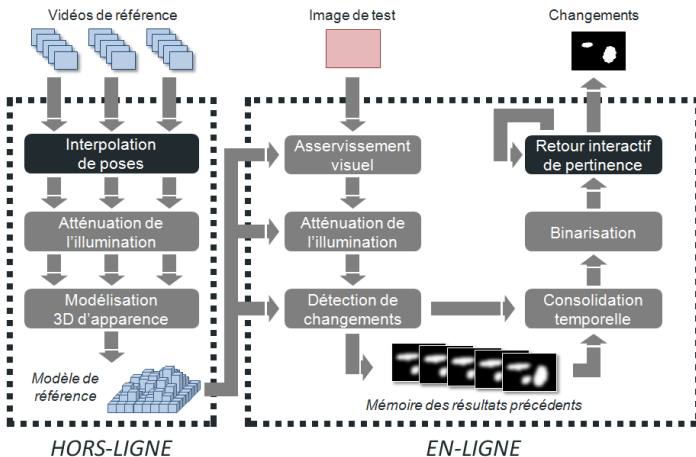 Vidéos de référence
Image de test
Changements
Interpolation
de poses
Atténuation de
l'illumination
Modélisation
3D d'apparence
Modèle de
référence
HORS-LIGNE
Asservissement
visuel
Atténuation de
l'illumination
Détection de
changements
Retour interactif
de pertinence
Binarisation
Consolidation
temporelle
Mémoire des résultats précédents
EN-LIGNE